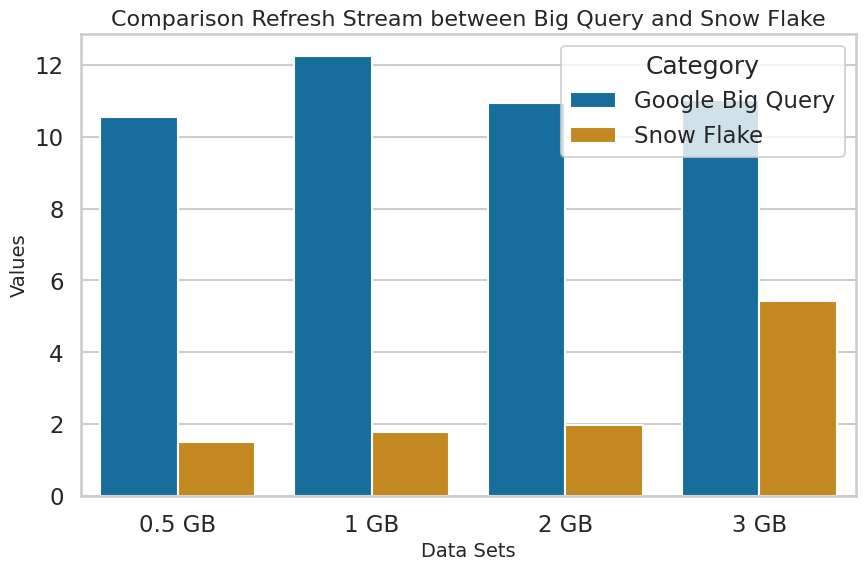 Comparison Refresh Stream between Big Query and Snow Flake
12
10
8
6
4
2
0
Values
Category
Google Big Query
Snow Flake
0.5 GB
1 GB
2 GB
3 GB
Data Sets